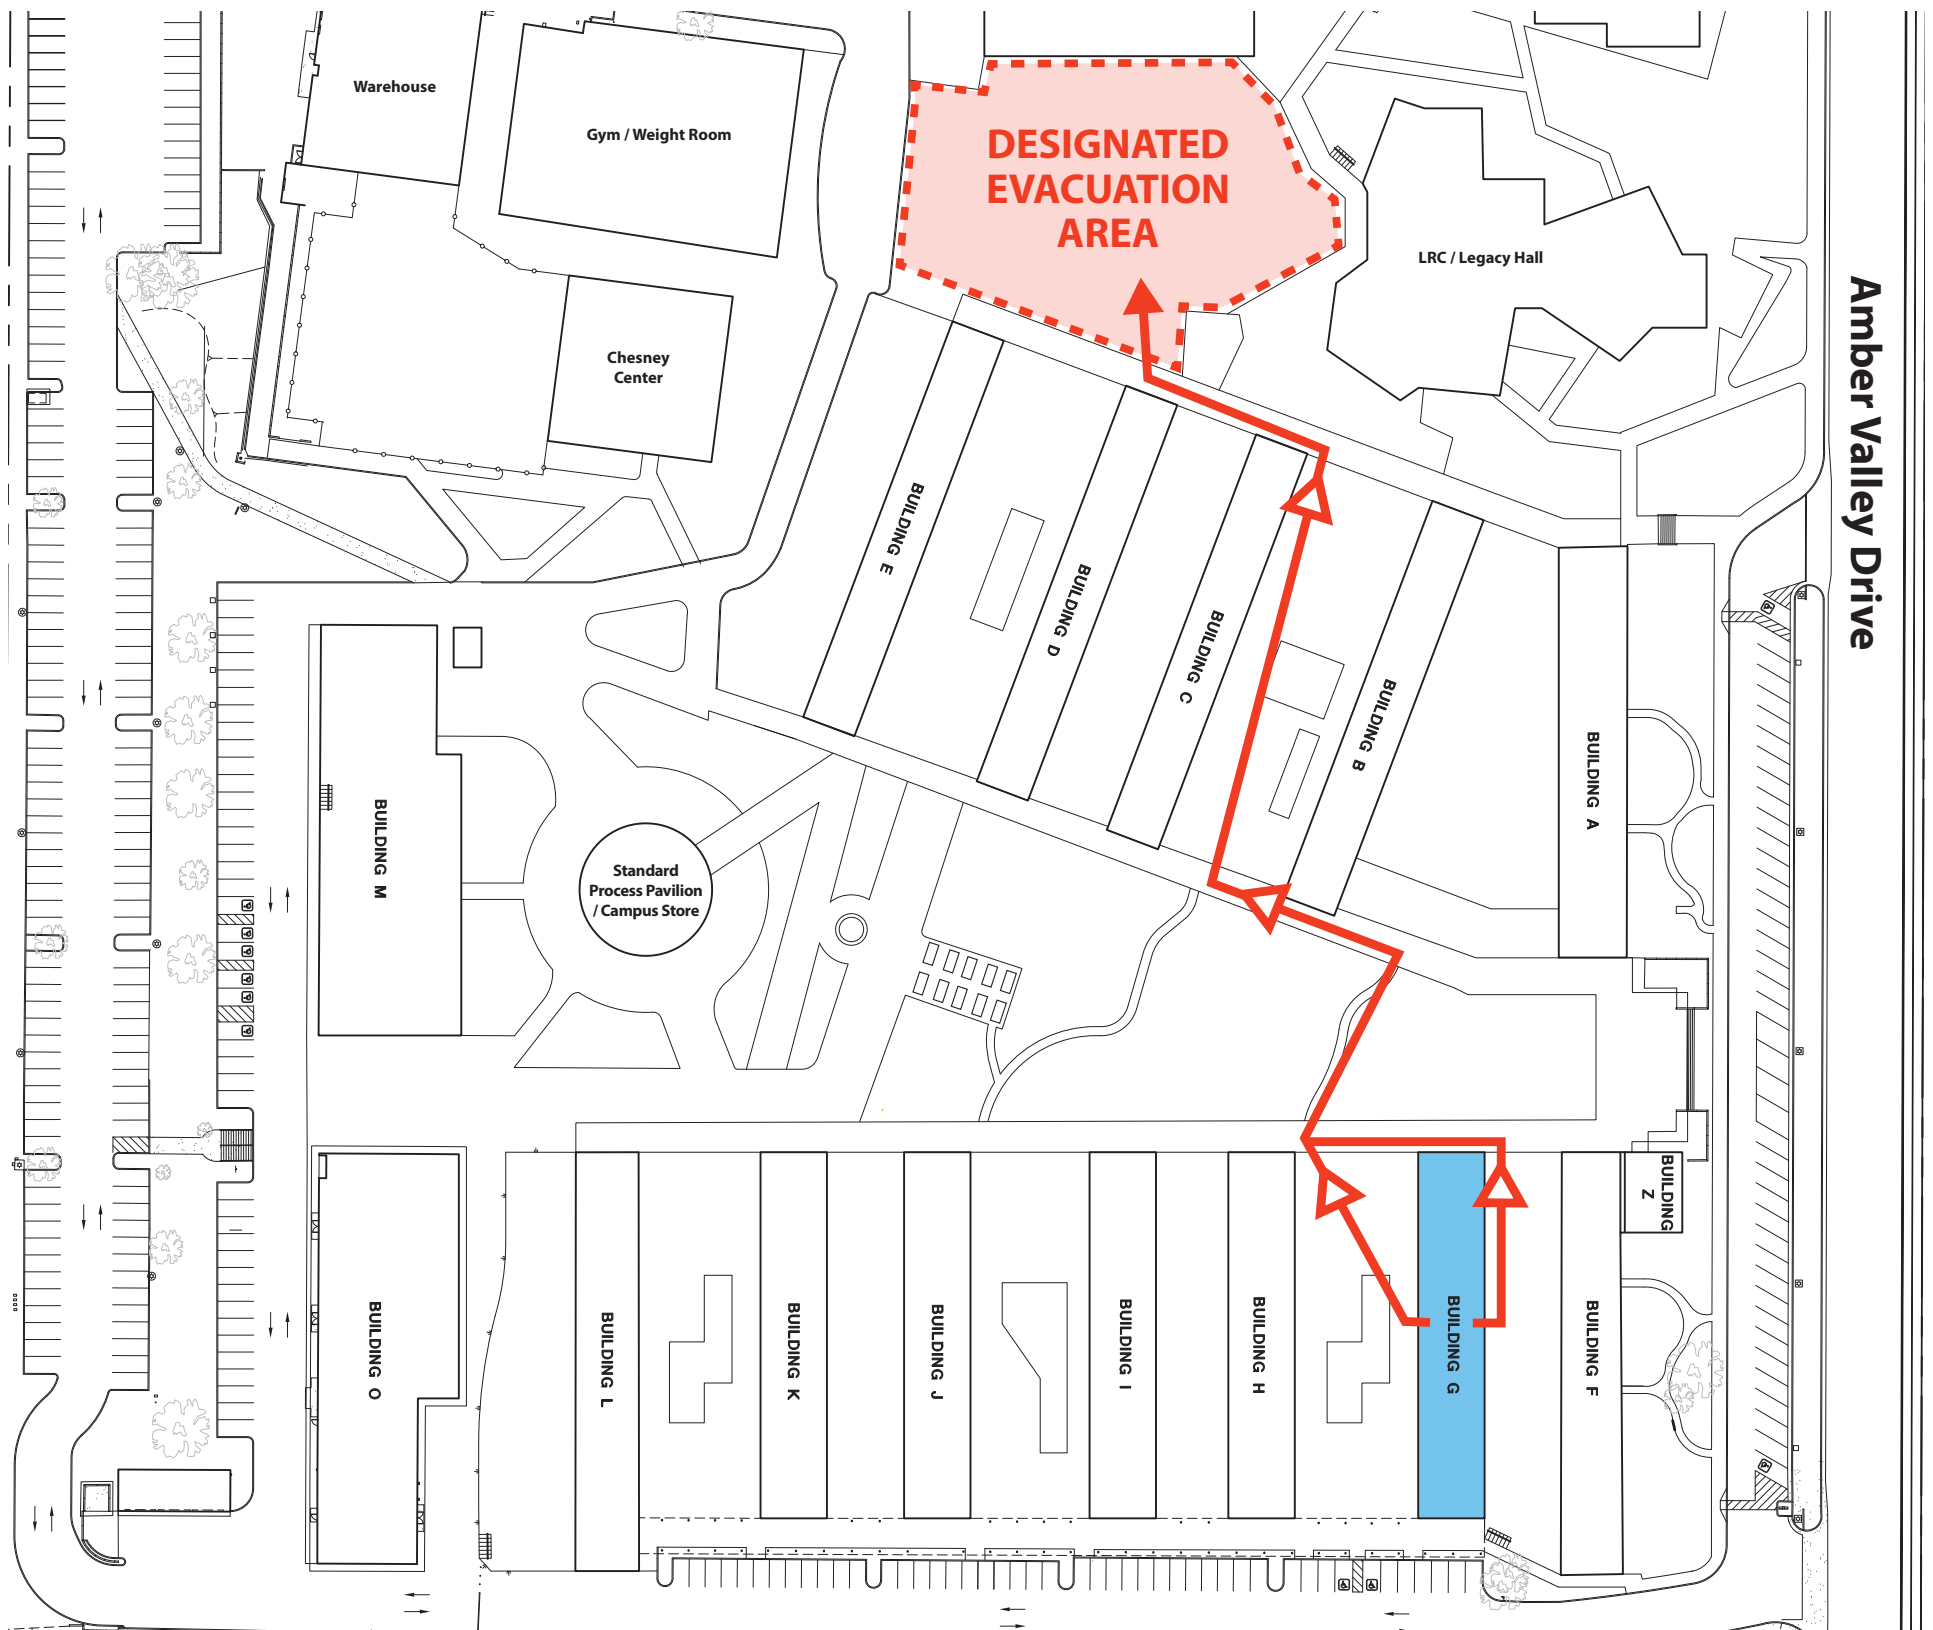 Warehouse
Gym / Weight Room
DESIGNATED
EVACUATION
AREA
LRC / Legacy Hall
Amber Valley Drive
Chesney
Center
BUILDING E
BUILDING D
BUILDING C
BUILDING B
BUILDING A
BUILDING M
Standard
Process Pavilion
/ Campus Store
BUILDING
Z
BUILDING O
BUILDING L
BUILDING K
BUILDING J
BUILDING I
BUILDING H
BUILDING G
BUILDING F